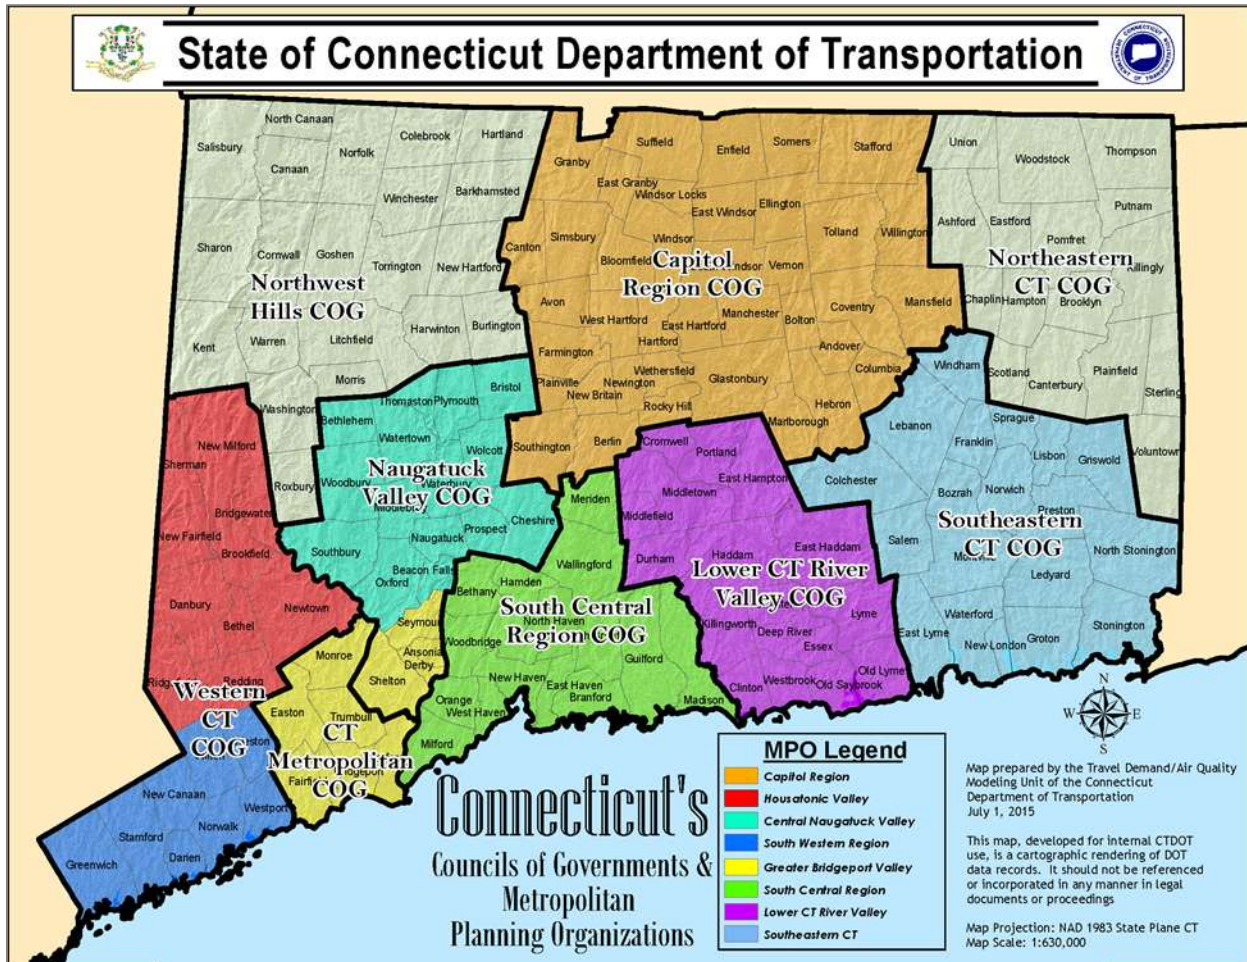 State of Connecticut Department of Transportation
North Canaan
Colebrook
Hartland
Salisbury
Norfolk
Canaan
Winchester
Barkhamsted
Sharon
Cornwall
Goshen
Torrington
New Hartford
Northwest
Hills COG
Kent
Warren
Litchfield
Harwinton
Burlington
Morris
Washington
Roxbury
Granby
Suffield
Enfield
Somers
Stafford
East Granby
Windsor Locks
East Windsor
Ellington
Canton
Simsbury
Windsor
Tolland
Willington
Bloomfield
Vernon
Capitol
Region COG
Avon
West Hartford
East Hartford
Manchester
Bolton
Coventry
Mansfield
Hartford
Farmington
Andover
Wethersfield
Columbia
Plainville
Newington
Glastonbury
New Britain
Rocky Hill
Hebron
Marlborough
Southington
Berlin
Union
Woodstock
Thompson
Putnam
Ashford
Eastford
Pomfret
Northeastern
CT COG
Killingly
Chaplin
Hampton
Brooklyn
Scotland
Canterbury
Plainfield
Sterling
Voluntown
Bristol
Thomaston
Plymouth
Bethlehem
Watertown
Wolcott
Naugatuck
Valley COG
Woodbury
Waterbury
Middlebury
Prospect
Cheshire
Naugatuck
Southbury
Beacon Falls
Oxford
New Milford
Sherman
Bridgewater
New Fairfield
Brookfield
Danbury
Newtown
Bethel
Redding
Western
CT
COG
New Canaan
Westport
Stamford
Norwalk
Greenwich
Darien
Seymour
Ansonia
Derby
Shelton
Monroe
Easton
Trumbull
CT
Metropolitan
COG
Meriden
Wallingford
Bethany
Hamden
South Central
Region COG
North Haven
Woodbridge
Guilford
New Haven
East Haven
Branford
Orange
West Haven
Madison
Milford
Cromwell
Portland
East Hampton
Middletown
Middlefield
Durham
Haddam
East Haddam
Lower CT River
Valley COG
Killingworth
Deep River
Lyme
Essex
Old Lyme
Clinton
Westbrook
Old Saybrook
Windham
Sprague
Lebanon
Franklin
Lisbon
Griswold
Colchester
Bozrah
Norwich
Preston
Southeastern
CT COG
Salem
Montville
North Stonington
Ledyard
Waterford
East Lyme
New London
Groton
Stonington
N
W
E
S
Connecticut's
Councils of Governments &
Metropolitan
Planning Organizations
MPO Legend
Capitol Region
Housatonic Valley
Central Naugatuck Valley
South Western Region
Greater Bridgeport Valley
South Central Region
Lower CT River Valley
Southeastern CT
Map prepared by the Travel Demand/Air Quality
Modeling Unit of the Connecticut
Department of Transportation
July 1, 2015
This map, developed for internal CTDOT
use, is a cartographic rendering of DOT
data records. It should not be referenced
or incorporated in any manner in legal
documents or proceedings
Map Projection: NAD 1983 State Plane CT
Map Scale: 1:630,000